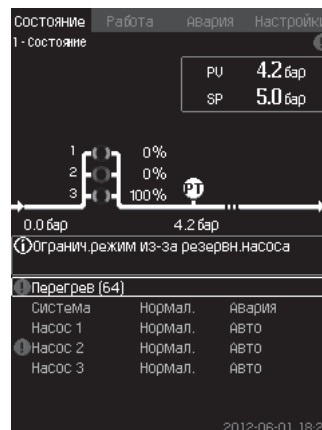 Состояние Работа Авария Настройки
1 - Состояние
PV 4.2 бар
SP 5.0 бар
1 0%
2 0%
3 100% PT
0.0 бар 4.2 бар
Огранич.режим из-за резервн.насоса
Перегрев (64)
Система Нормал. Авария
Насос 1 Нормал. Авто
Насос 2 Нормал. Авто
Насос 3 Нормал. Авто
2012-06-01 18:2